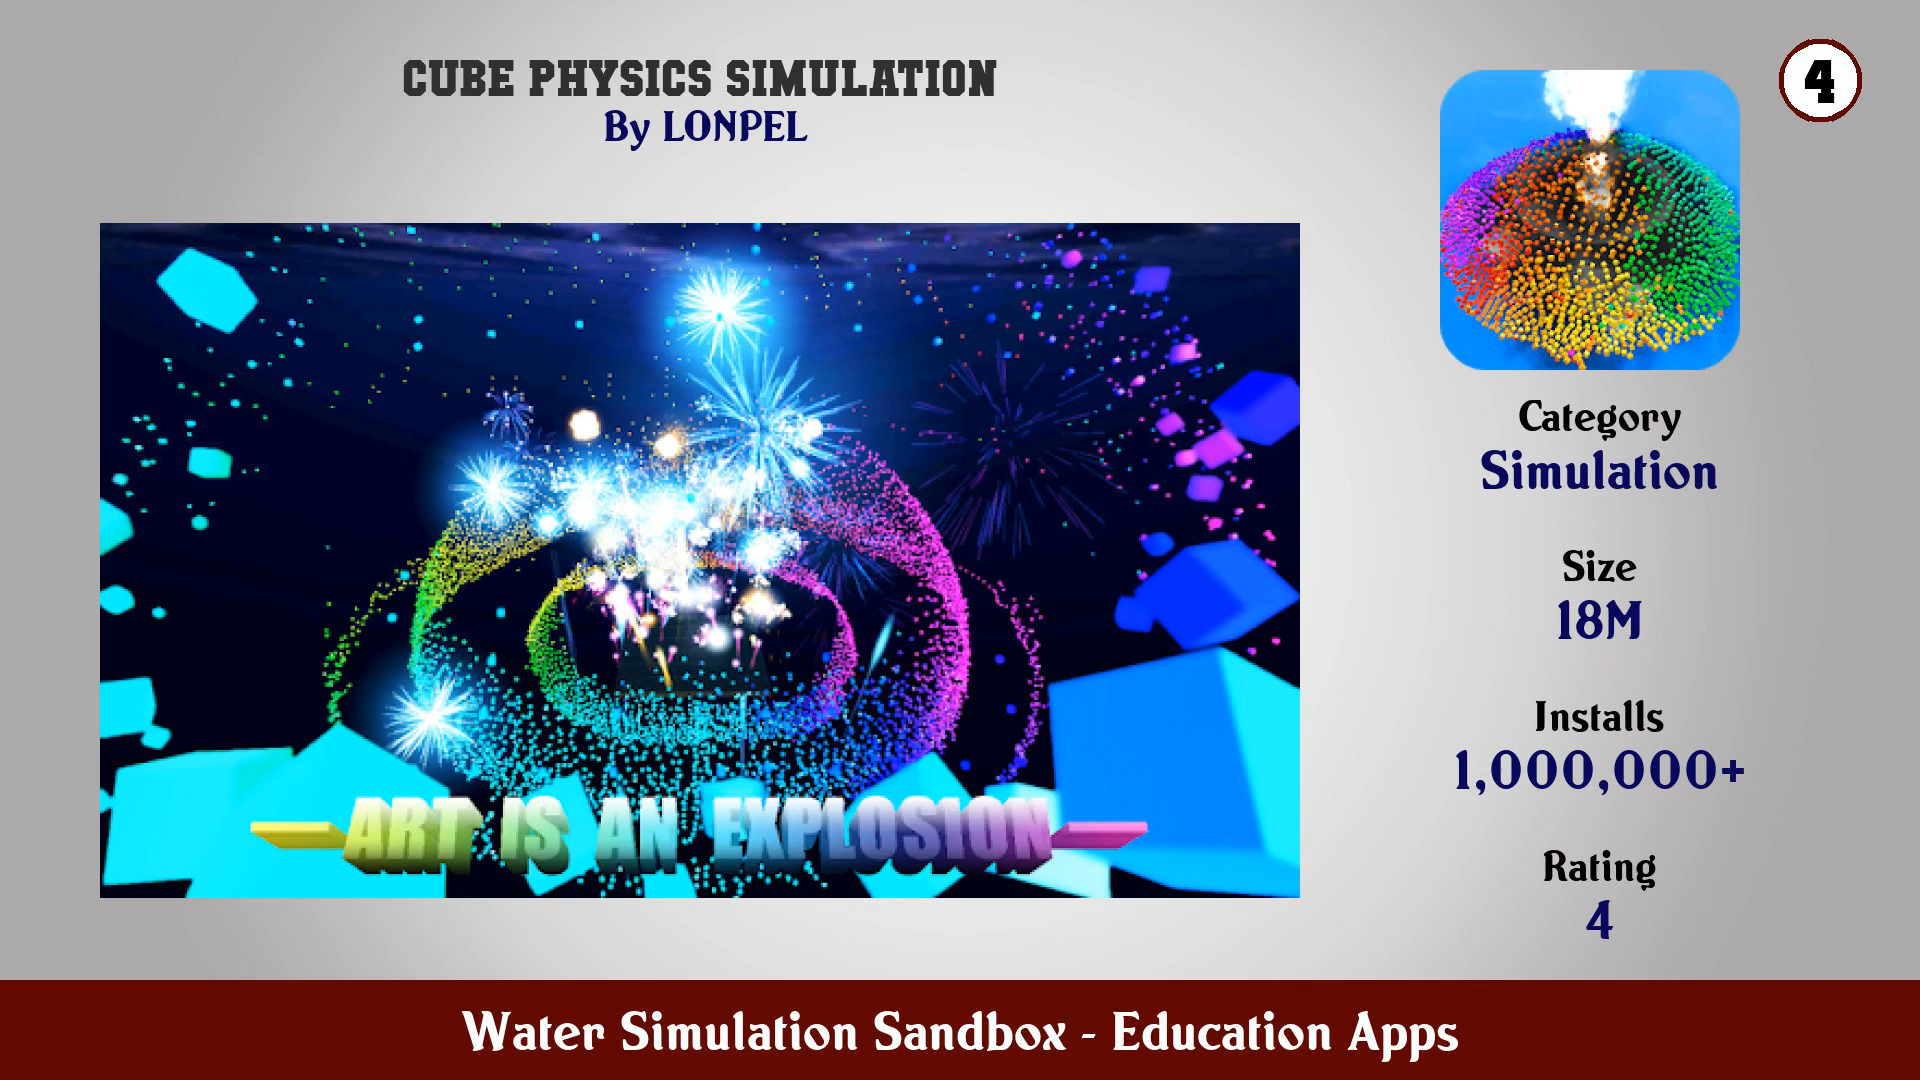 CUBE PHYSICS SIMULATION
By LONPEL
4
ART IS AN EXPLOSION
Category
Simulation
Size
18M
Installs
1,000,000+
Rating
4
Water Simulation Sandbox - Education Apps